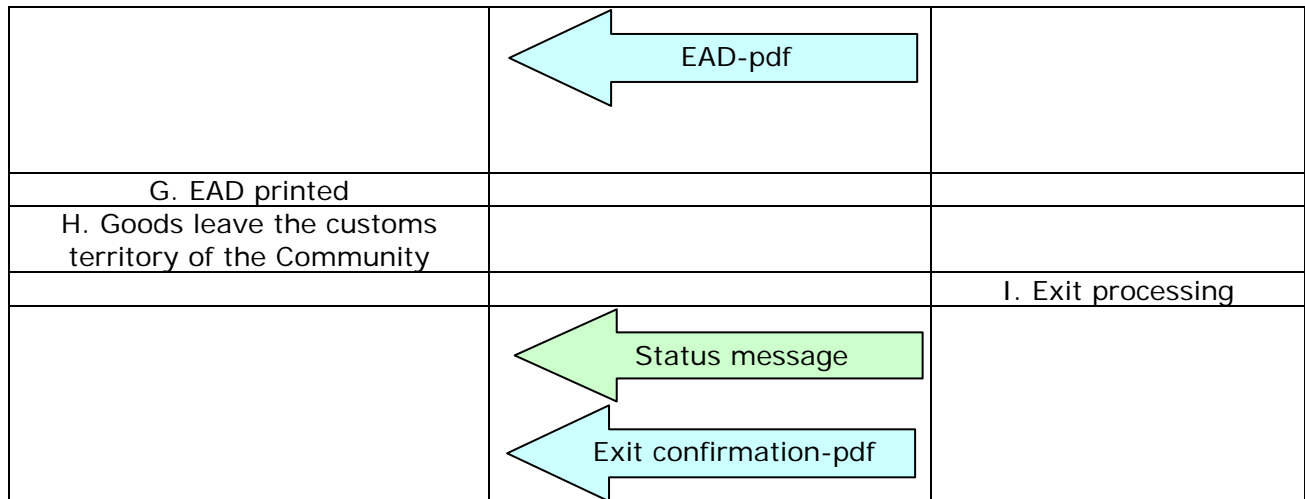 EAD-pdf
G. EAD printed
H. Goods leave the customs
territory of the Community
I. Exit processing
Status message
Exit confirmation-pdf